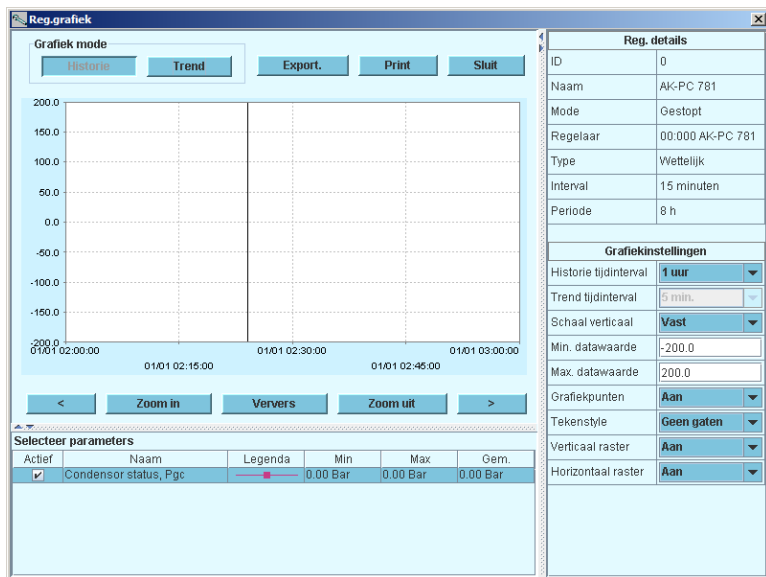 Reg.grafiek
Grafiek mode
Historie Trend Export. Print Sluit
200.0
150.0
100.0
50.0
0.0
-50.0
-100.0
-150.0
-200.0
01/01 02:00:00 01/01 02:30:00 01/01 03:00:00
01/01 02:15:00 01/01 02:45:00
< Zoom in Ververs Zoom uit >
Selecteer parameters
Actief Naam Legenda Min Max Gem.
Condensor status, Pgc 0.00 Bar 0.00 Bar 0.00 Bar
Reg. details
ID 0
Naam AK-PC 781
Mode Gestopt
Regelaar 00:000 AK-PC 781
Type Wettelijk
Interval 15 minuten
Periode 8 h
Grafiekinstellingen
Historie tijdinterval 1 uur
Trend tijdinterval 5 min.
Schaal verticaal Vast
Min. datawaarde -200.0
Max. datawaarde 200.0
Grafiekpunten Aan
Tekenstyle Geen gaten
Verticaal raster Aan
Horizontaal raster Aan